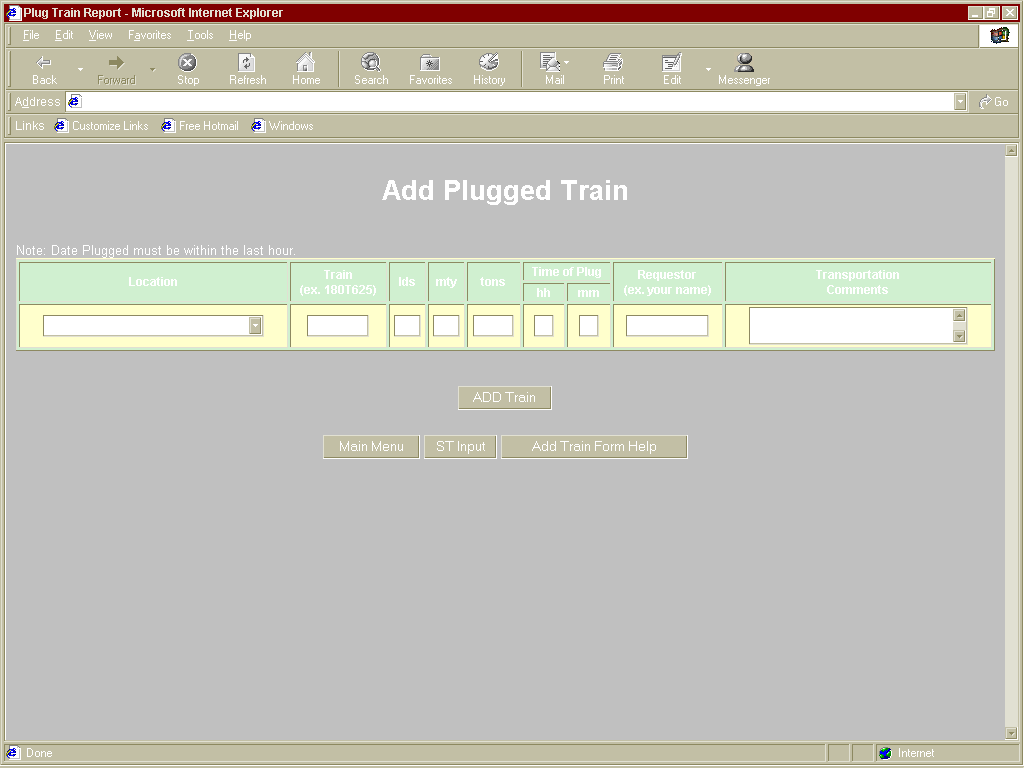 Plug Train Report - Microsoft Internet Explorer
File Edit View Favorites Tools Help
Back Forward Stop Refresh Home Search Favorites History Mail Print Edit Messenger
Address Go
Links Customize Links Free Hotmail Windows
Add Plugged Train
Note: Date Plugged must be within the last hour.
Location Train lds mty tons Time of Plug Requestor Transportation
(ex. 180T625) hh mm (ex. your name) Comments
ADD Train
Main Menu ST Input Add Train Form Help
Done Internet